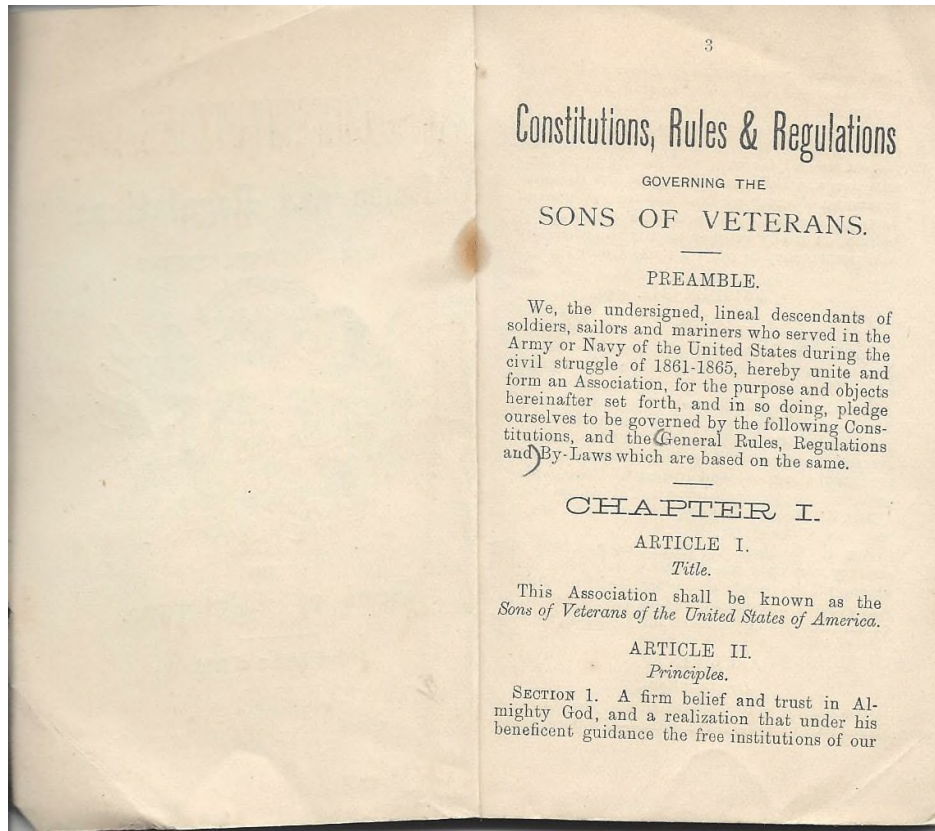 3
Constitutions, Rules & Regulations
GOVERNING THE
SONS OF VETERANS.
PREAMBLE.
We, the undersigned, lineal descendants of
soldiers, sailors and mariners who served in the
Army or Navy of the United States during the
civil struggle of 1861-1865, hereby unite and
form an Association, for the purpose and objects
hereinafter set forth, and in so doing, pledge
ourselves to be governed by the following Cons-
titutions, and the (General Rules, Regulations
and) By-Laws which are based on the same.
CHAPTER I.
ARTICLE I.
Title.
This Association shall be known as the
Sons of Veterans of the United States of America.
ARTICLE II.
Principles.
SECTION 1. A firm belief and trust in Al-
mighty God, and a realization that under his
beneficent guidance the free institutions of our